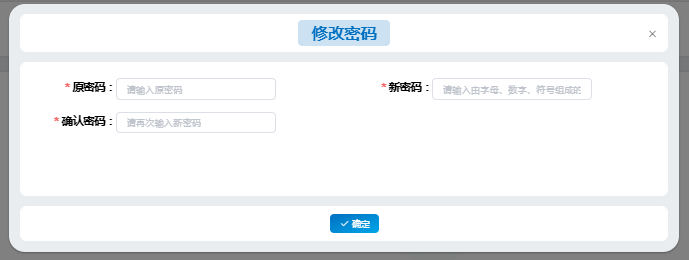 修改密码
* 原密码： 请输入原密码
* 新密码： 请输入由字母、数字、符号组成的
* 确认密码： 请再次输入新密码
确定